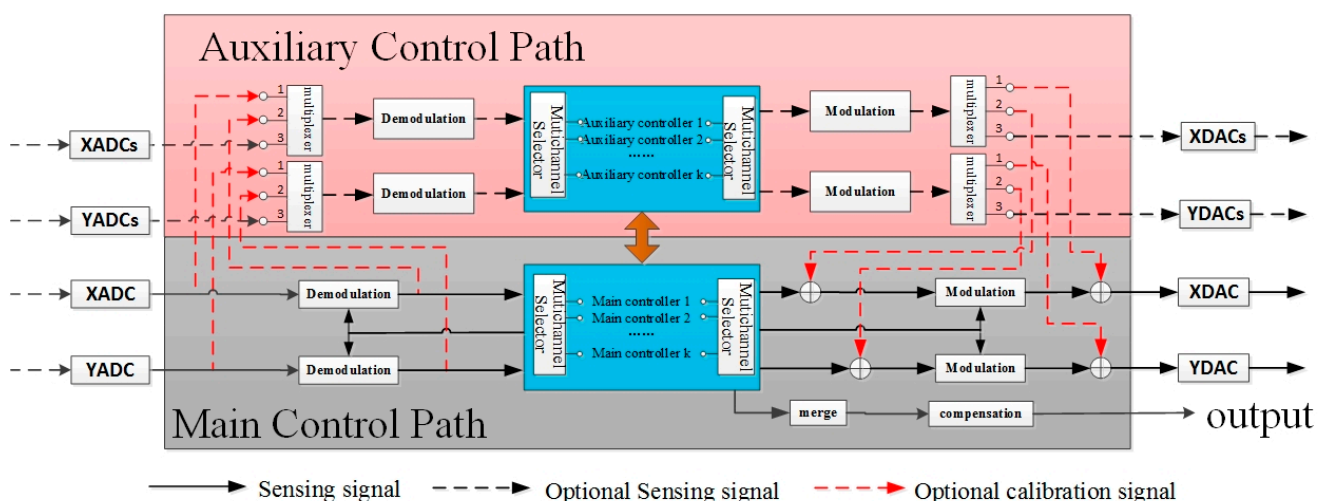 Auxiliary Control Path
1
2
3
multiplexer
Demodulation
Mutichannel
Selector
Auxiliary controller 1
Auxiliary controller 2
......
Auxiliary controller k
Mutichannel
Selector
Modulation
multiplexer
1
2
3
XADCs
XDACs
1
2
3
multiplexer
Demodulation
Modulation
multiplexer
1
2
3
YADCs
YDACs
XADC
Demodulation
Mutichannel
Selector
Main controller 1
Main controller 2
......
Main controller k
Mutichannel
Selector
Modulation
XDAC
YADC
Demodulation
Modulation
YDAC
Main Control Path
merge
compensation
output
Sensing signal
Optional Sensing signal
Optional calibration signal